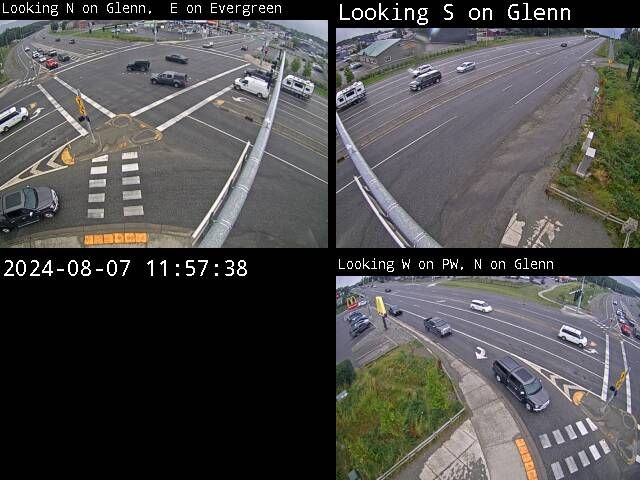 Looking N on Glenn,  E on Evergreen
Looking S on Glenn
2024-08-07 11:57:38
Looking W on PW, N on Glenn